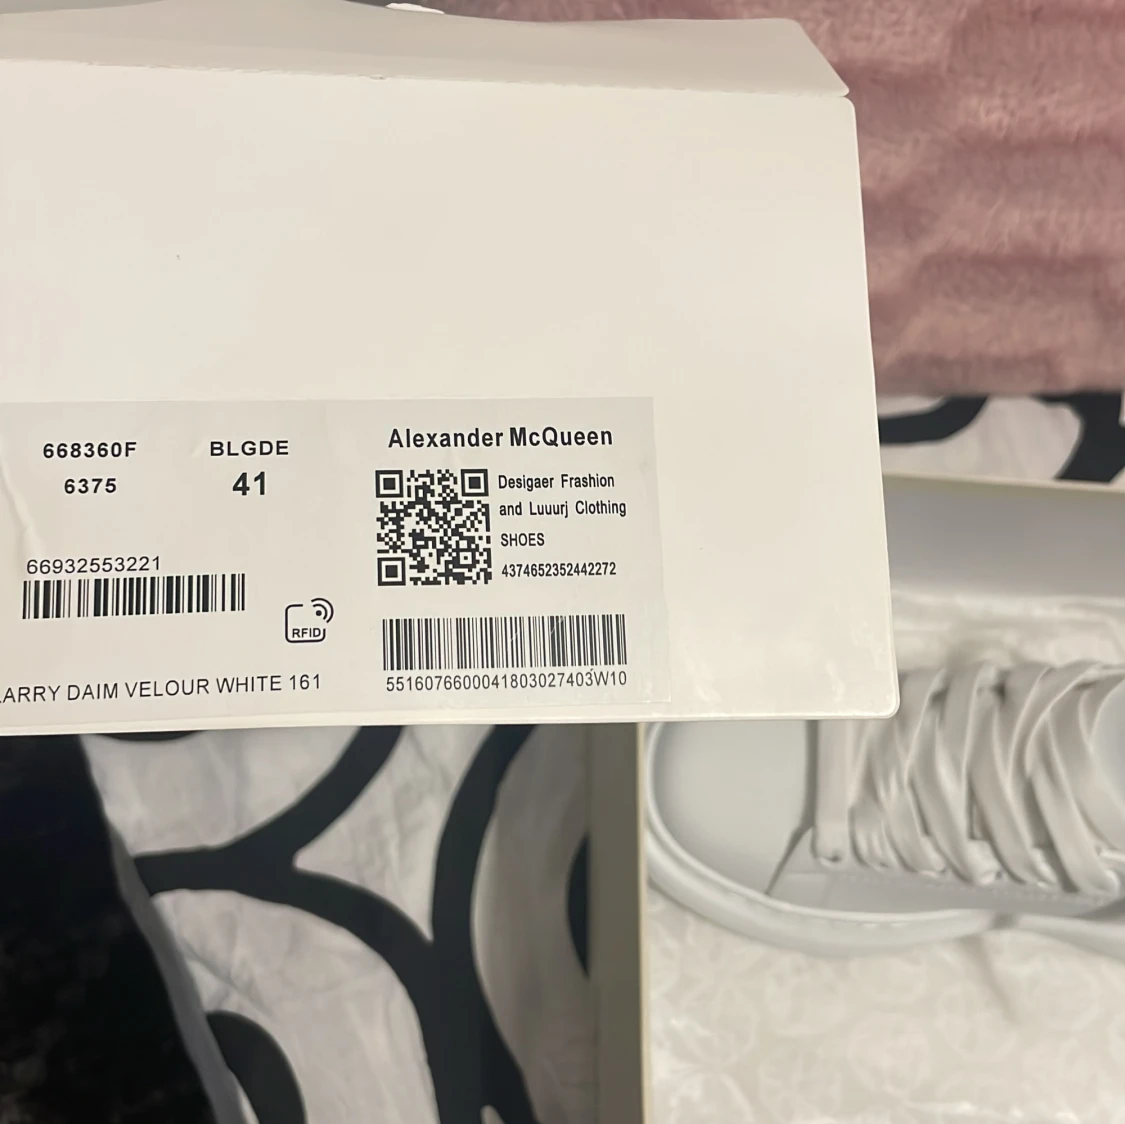 668360F BLGDE
6375 41
66932553221
RFID
LARRY DAIM VELOUR WHITE 161
Alexander McQueen
Desigaer Frashion
and Luuurj Clothing
SHOES
4374652352442272
5516076600041803027403W10